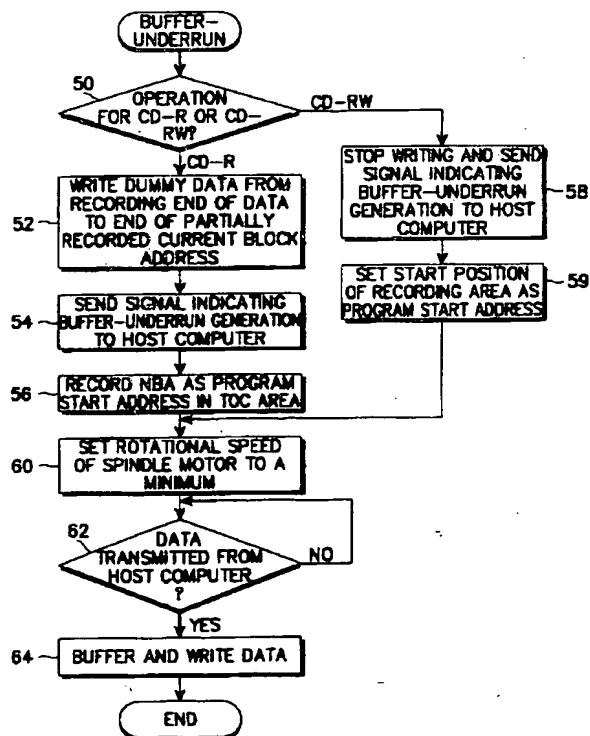 BUFFER-
UNDERRUN
50
OPERATION
FOR CD-R OR CD-
RW?
CD-RW
CD-R
52
WRITE DUMMY DATA FROM
RECORDING END OF DATA
TO END OF PARTIALLY
RECORDED CURRENT BLOCK
ADDRESS
STOP WRITING AND SEND
SIGNAL INDICATING
BUFFER-UNDERRUN
GENERATION TO HOST
COMPUTER
58
54
SEND SIGNAL INDICATING
BUFFER-UNDERRUN GENERATION
TO HOST COMPUTER
SET START POSITION
OF RECORDING AREA AS
PROGRAM START ADDRESS
59
56
RECORD NBA AS PROGRAM
START ADDRESS IN TOC AREA
60
SET ROTATIONAL SPEED
OF SPINDLE MOTOR TO A
MINIMUM
62
DATA
TRANSMITTED FROM
HOST COMPUTER
?
NO
YES
64
BUFFER AND WRITE DATA
END